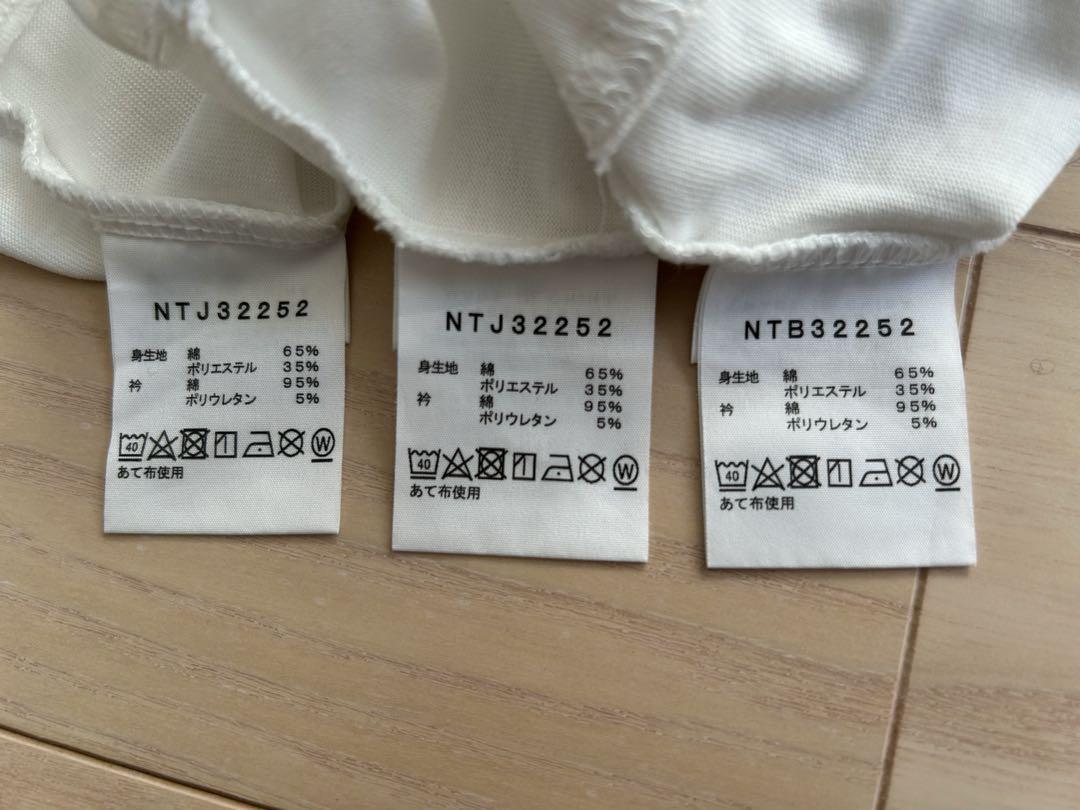 NTJ32252
身生地 綿 65%
ポリエステル 35%
衿 綿 95%
ポリウレタン 5%
40 W
あて布使用
NTJ32252
身生地 綿 65%
ポリエステル 35%
衿 綿 95%
ポリウレタン 5%
40 W
あて布使用
NTB32252
身生地 綿 65%
ポリエステル 35%
衿 綿 95%
ポリウレタン 5%
40 W
あて布使用